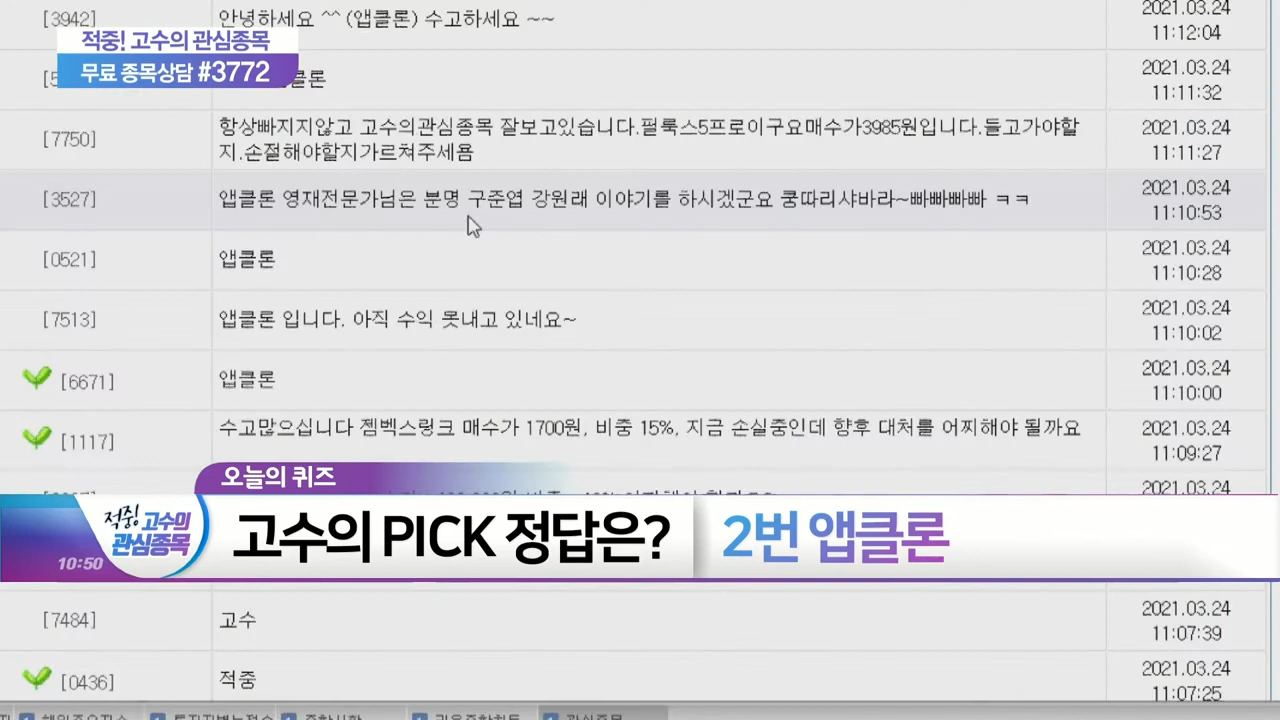 [3942] 안녕하세요 ^^ (앱클론) 수고하세요 ~~ 2021.03.24
11:12:04
적중! 고수의 관심종목
무료 종목상담 #3772
클론 2021.03.24
11:11:32
[7750] 항상빠지지않고 고수의관심종목 잘보고있습니다.필룩스5프로이구요매수가3985원입니다.들고가야할
지.손절해야할지가르쳐주세욤
2021.03.24
11:11:27
[3527] 앱클론 영재전문가님은 분명 구준엽 강원래 이야기를 하시겠군요 쿵따리샤바라~빠빠빠빠 ㅋㅋ
2021.03.24
11:10:53
[0521] 앱클론 2021.03.24
11:10:28
[7513] 앱클론 입니다. 아직 수익 못내고 있네요~ 2021.03.24
11:10:02
[6671] 앱클론 2021.03.24
11:10:00
[1117] 수고많으십니다 젬벡스링크 매수가 1700원, 비중 15%, 지금 손실중인데 향후 대처를 어찌해야 될까요
2021.03.24
11:09:27
2021.03.24
오늘의 퀴즈
적중! 고수의
관심종목
10:50
고수의 PICK 정답은? 2번 앱클론
[7484] 고수 2021.03.24
11:07:39
[0436] 적중 2021.03.24
11:07:25